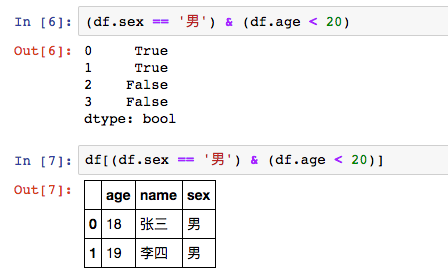 In [6]: (df.sex == '男') & (df.age < 20)
Out[6]: 0 True
1 True
2 False
3 False
dtype: bool
In [7]: df[(df.sex == '男') & (df.age < 20)]
Out[7]:
age name sex
0 18 张三 男
1 19 李四 男